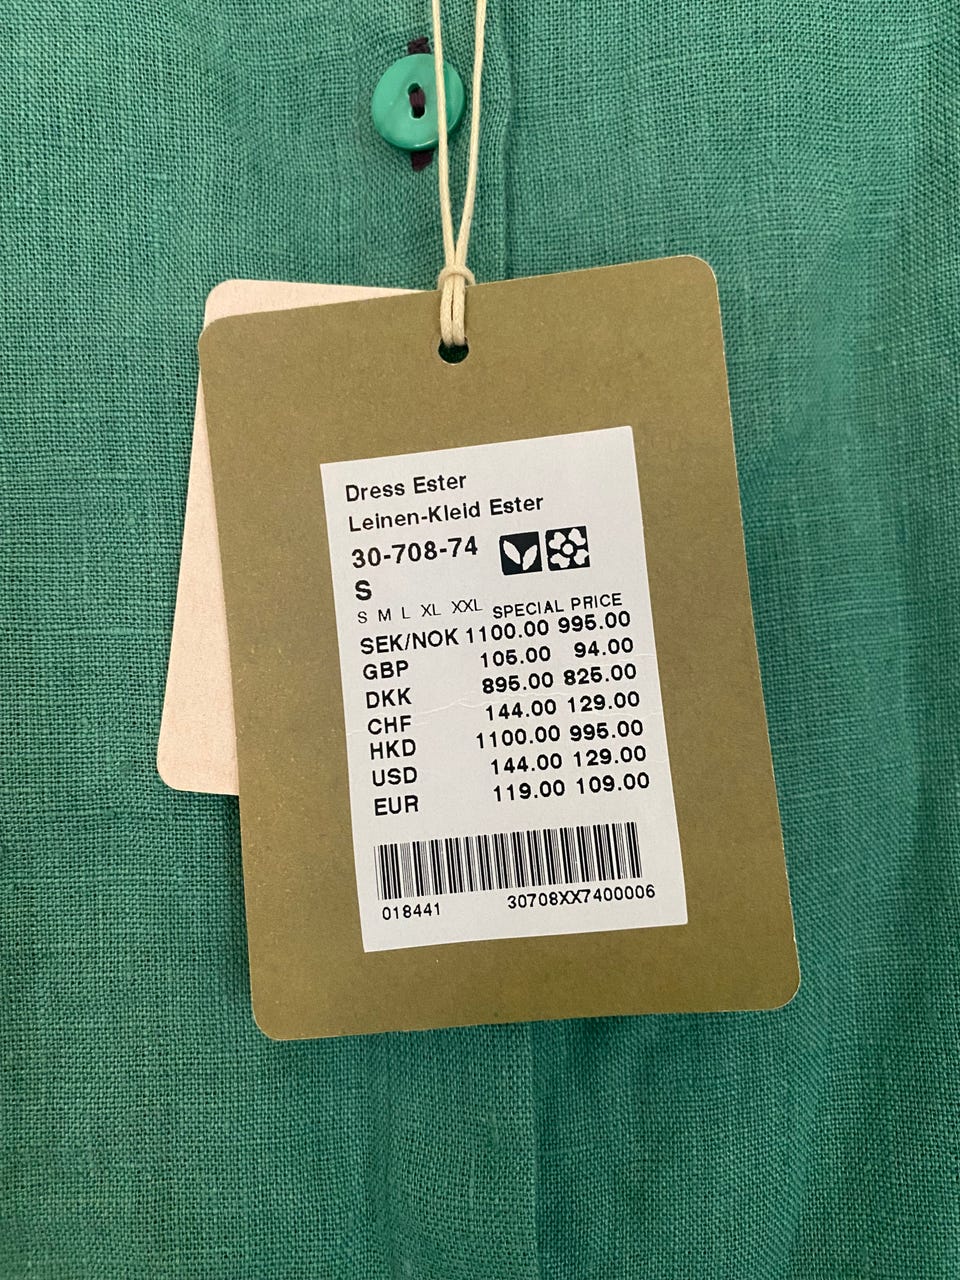 Dress Ester
Leinen-Kleid Ester
30-708-74
S
S M L XL XXL SPECIAL PRICE
SEK/NOK 1100.00 995.00
GBP 105.00 94.00
DKK 895.00 825.00
CHF 144.00 129.00
HKD 1100.00 995.00
USD 144.00 129.00
EUR 119.00 109.00
018441 30708XX7400006